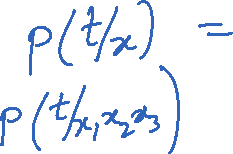 p(t/x) =
p(t/x₁x₂x₃)